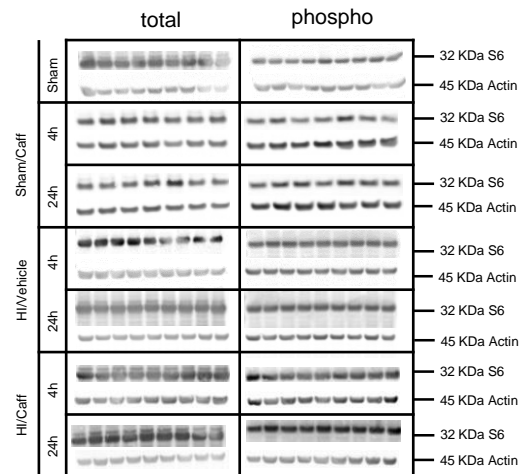 total phospho
Sham
32 KDa S6
45 KDa Actin
Sham/Caff
4h
32 KDa S6
45 KDa Actin
24h
32 KDa S6
45 KDa Actin
HI/Vehicle
4h
32 KDa S6
45 KDa Actin
24h
32 KDa S6
45 KDa Actin
HI/Caff
4h
32 KDa S6
45 KDa Actin
24h
32 KDa S6
45 KDa Actin